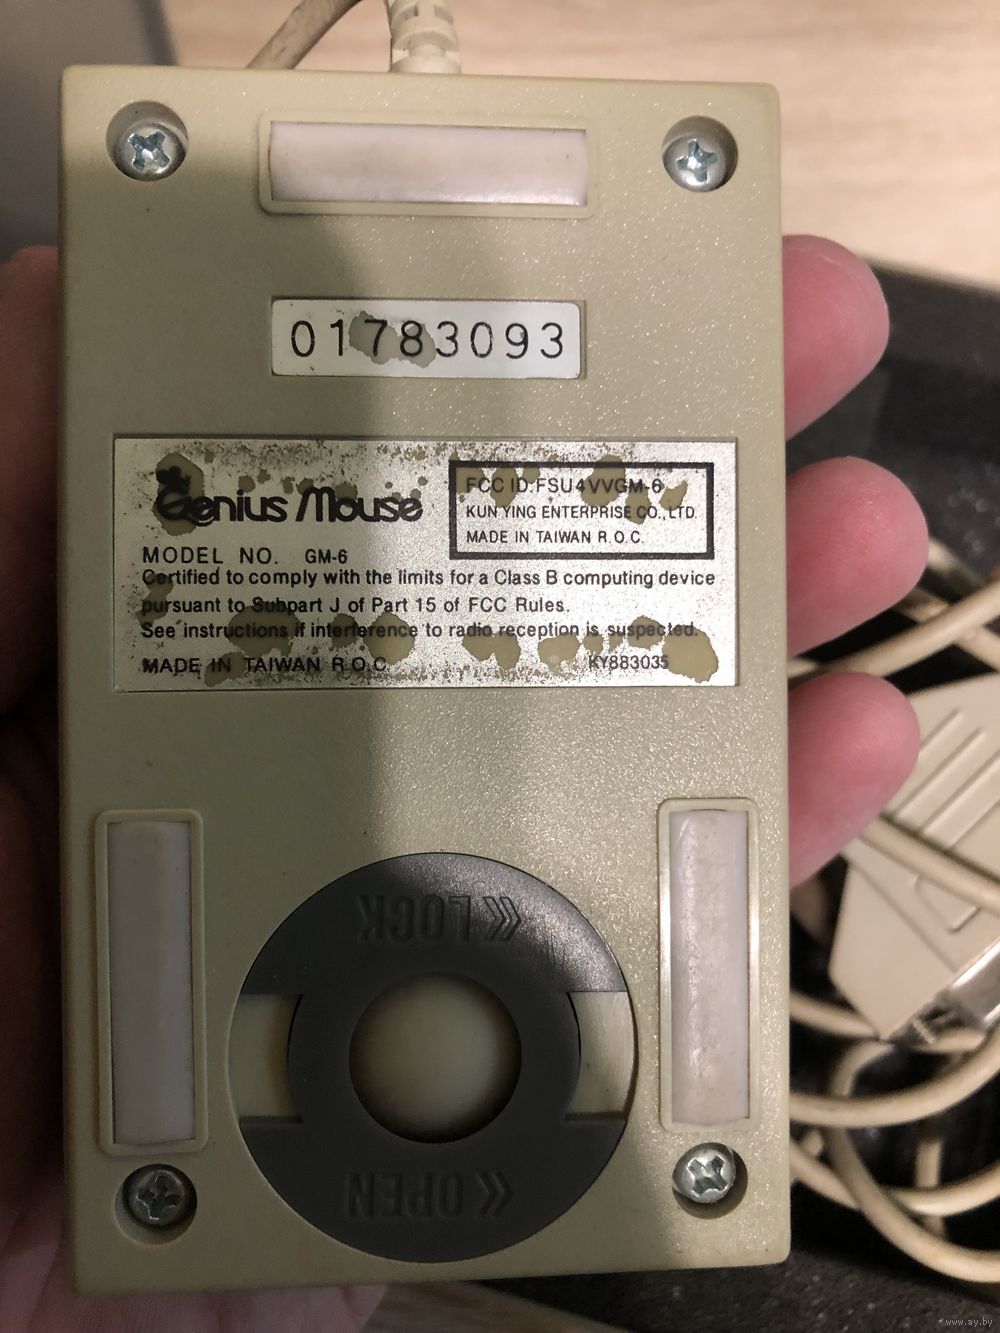 01783093
Genius Mouse
FCC ID:FSU4VVGM-6
KUN YING ENTERPRISE CO., LTD.
MADE IN TAIWAN R.O.C.
MODEL NO. GM-6
Certified to comply with the limits for a Class B computing device
pursuant to Subpart J of Part 15 of FCC Rules.
See instructions if interference to radio reception is suspected.
MADE IN TAIWAN R.O.C.
KY883035
LOCK
OPEN
www.ay.by